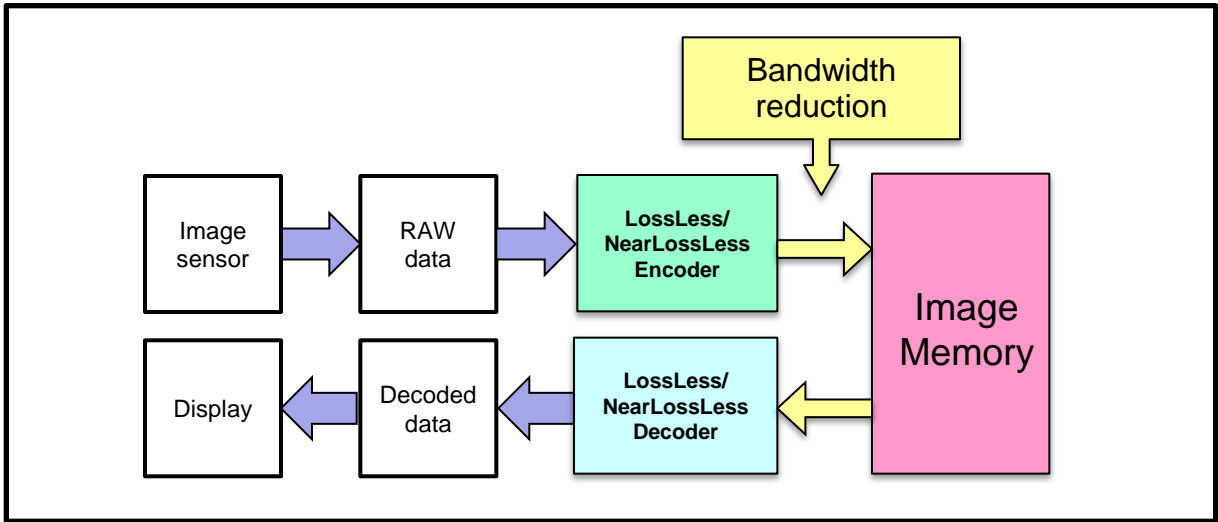 Bandwidth
reduction
Image
sensor
RAW
data
LossLess/
NearLossLess
Encoder
Image
Memory
Display
Decoded
data
LossLess/
NearLossLess
Decoder